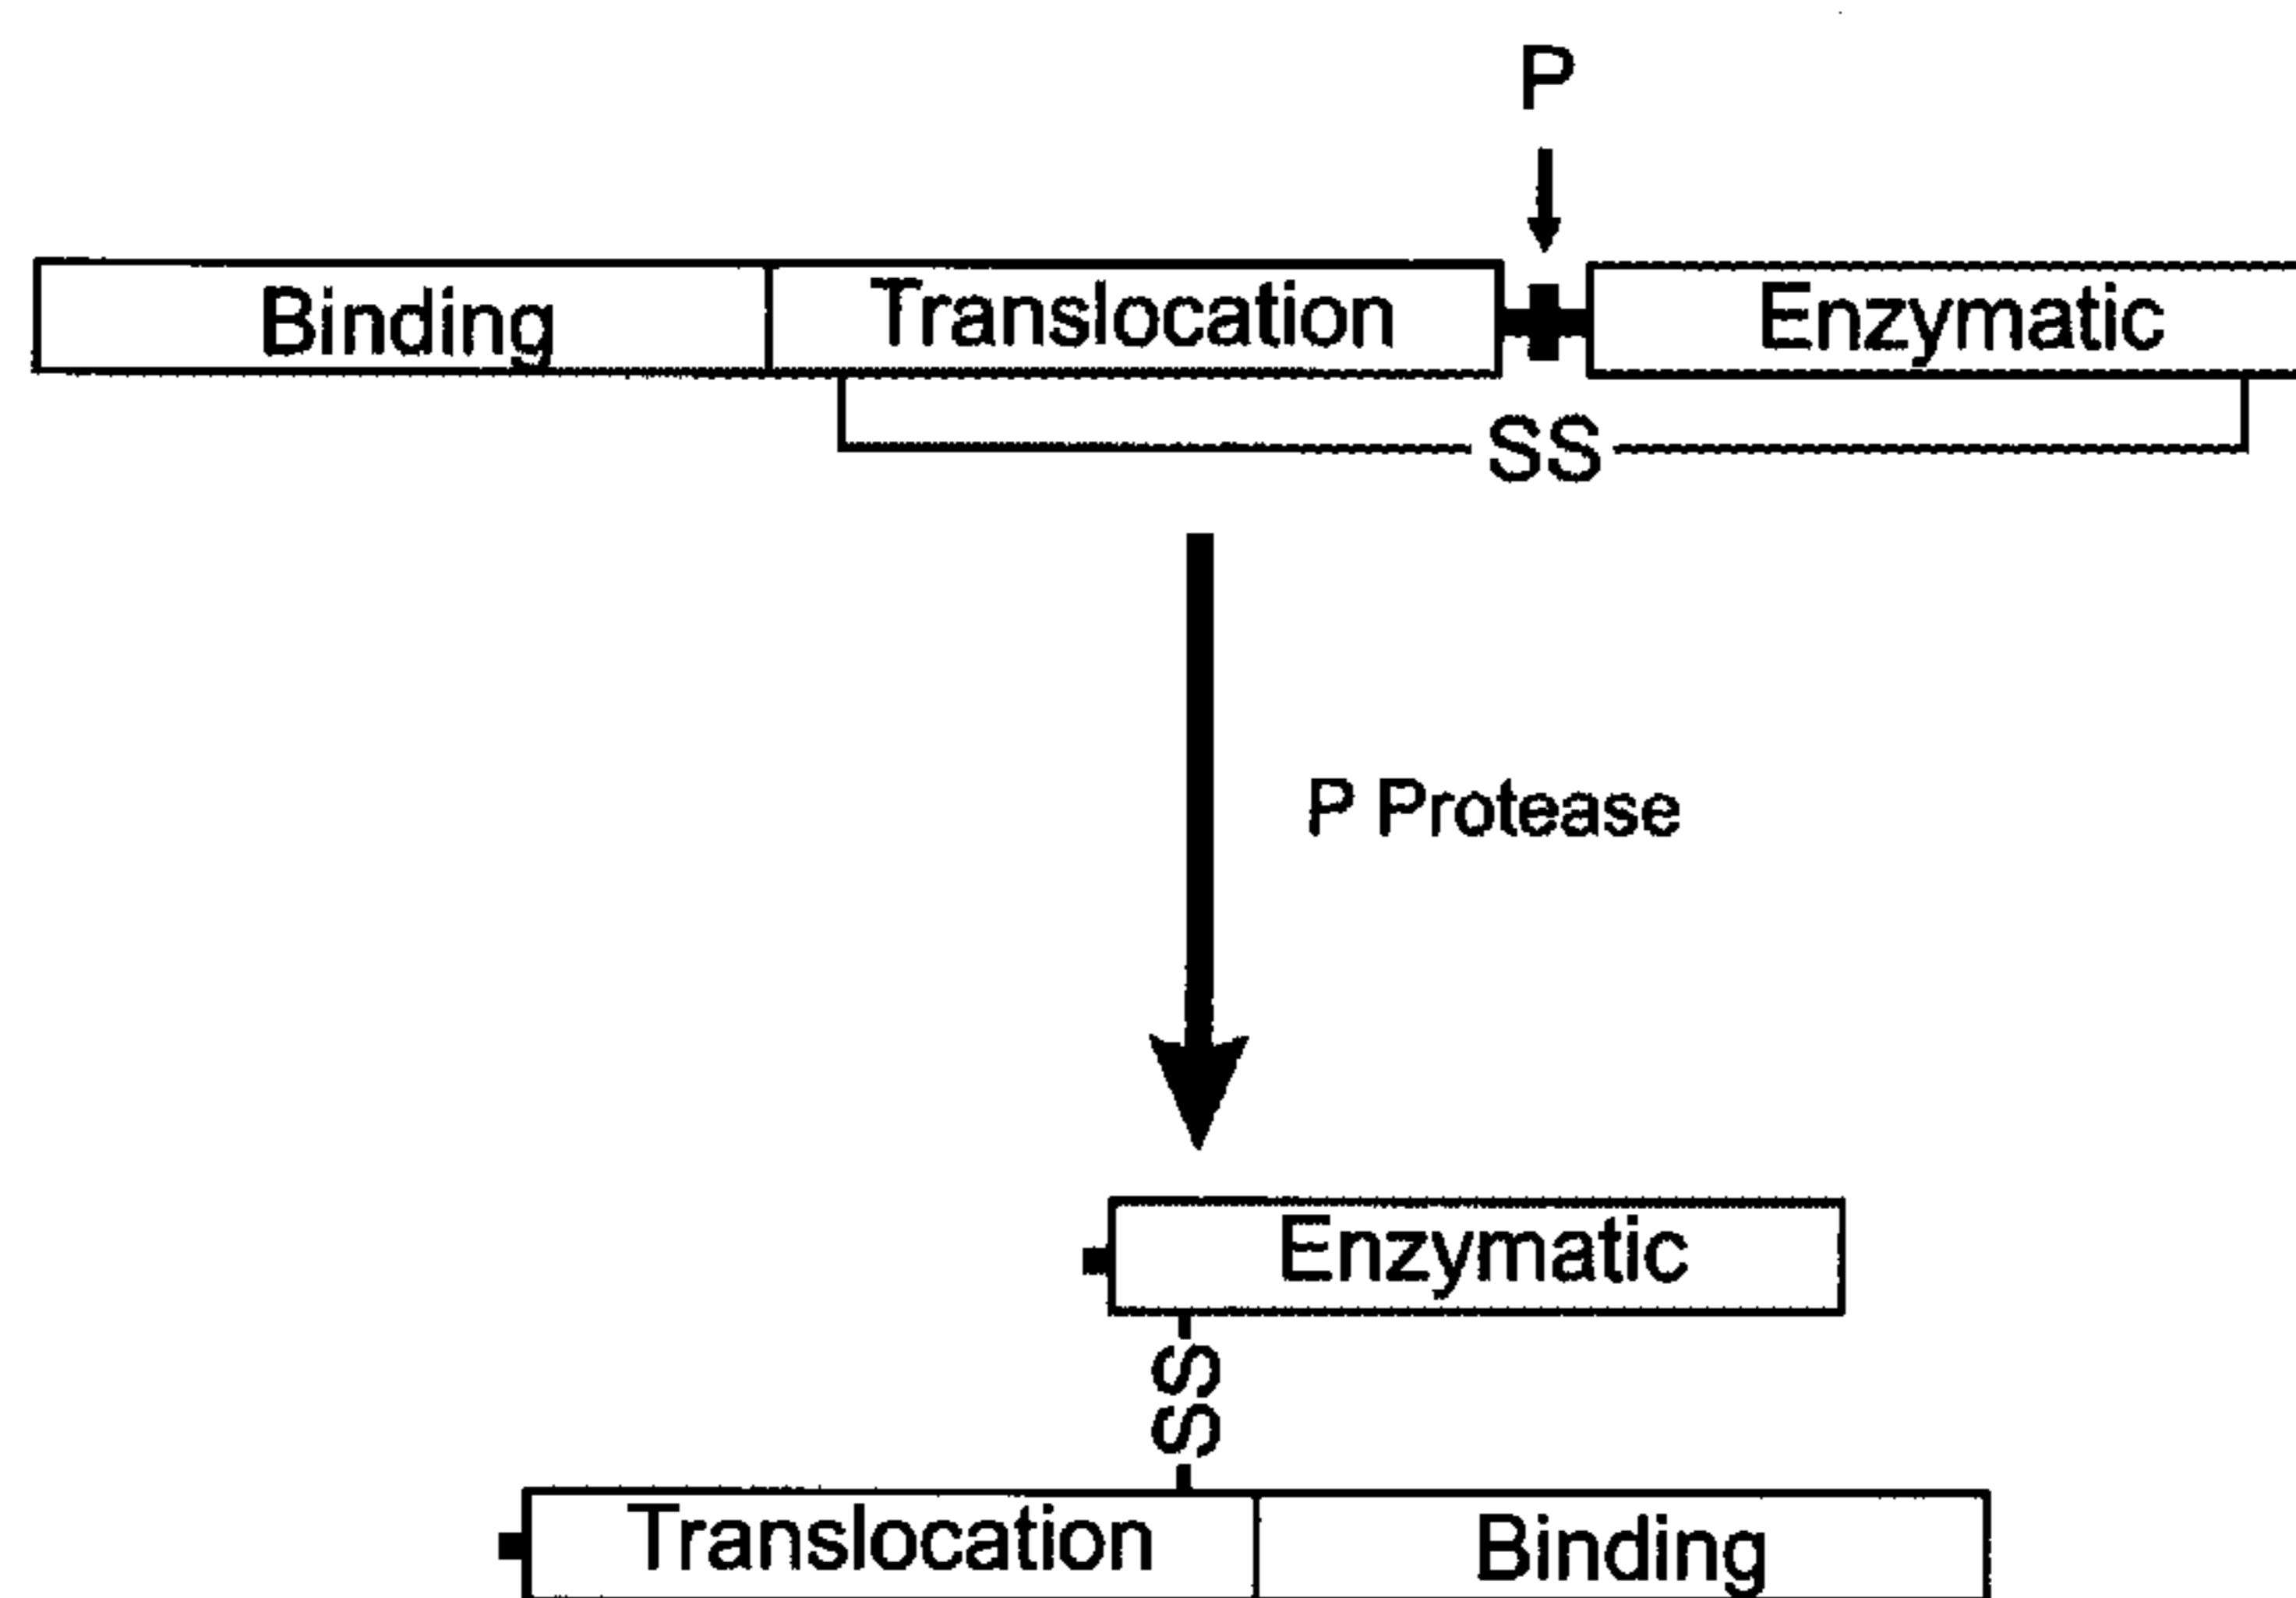 P
Binding Translocation Enzymatic
SS
P Protease
Enzymatic
SS
Translocation Binding